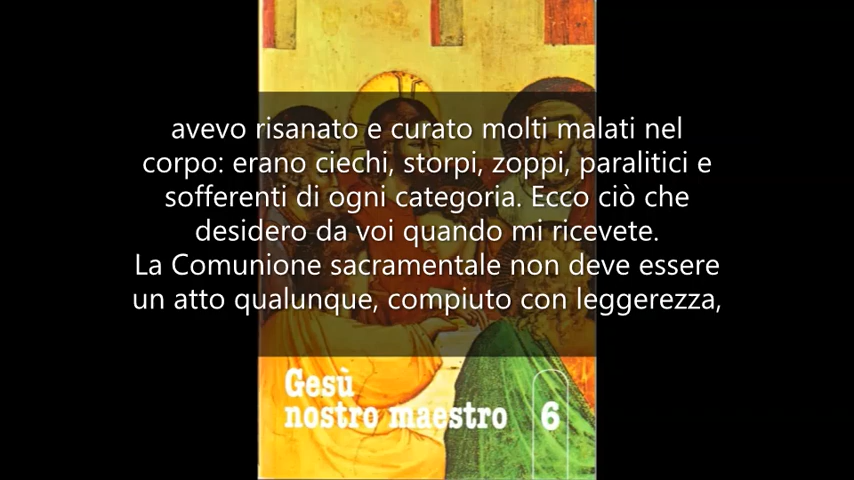 avevo risanato e curato molti malati nel
corpo: erano ciechi, storpi, zoppi, paralitici e
sofferenti di ogni categoria. Ecco ciò che
desidero da voi quando mi ricevete.
La Comunione sacramentale non deve essere
un atto qualunque, compiuto con leggerezza,
Gesù
nostro maestro 6